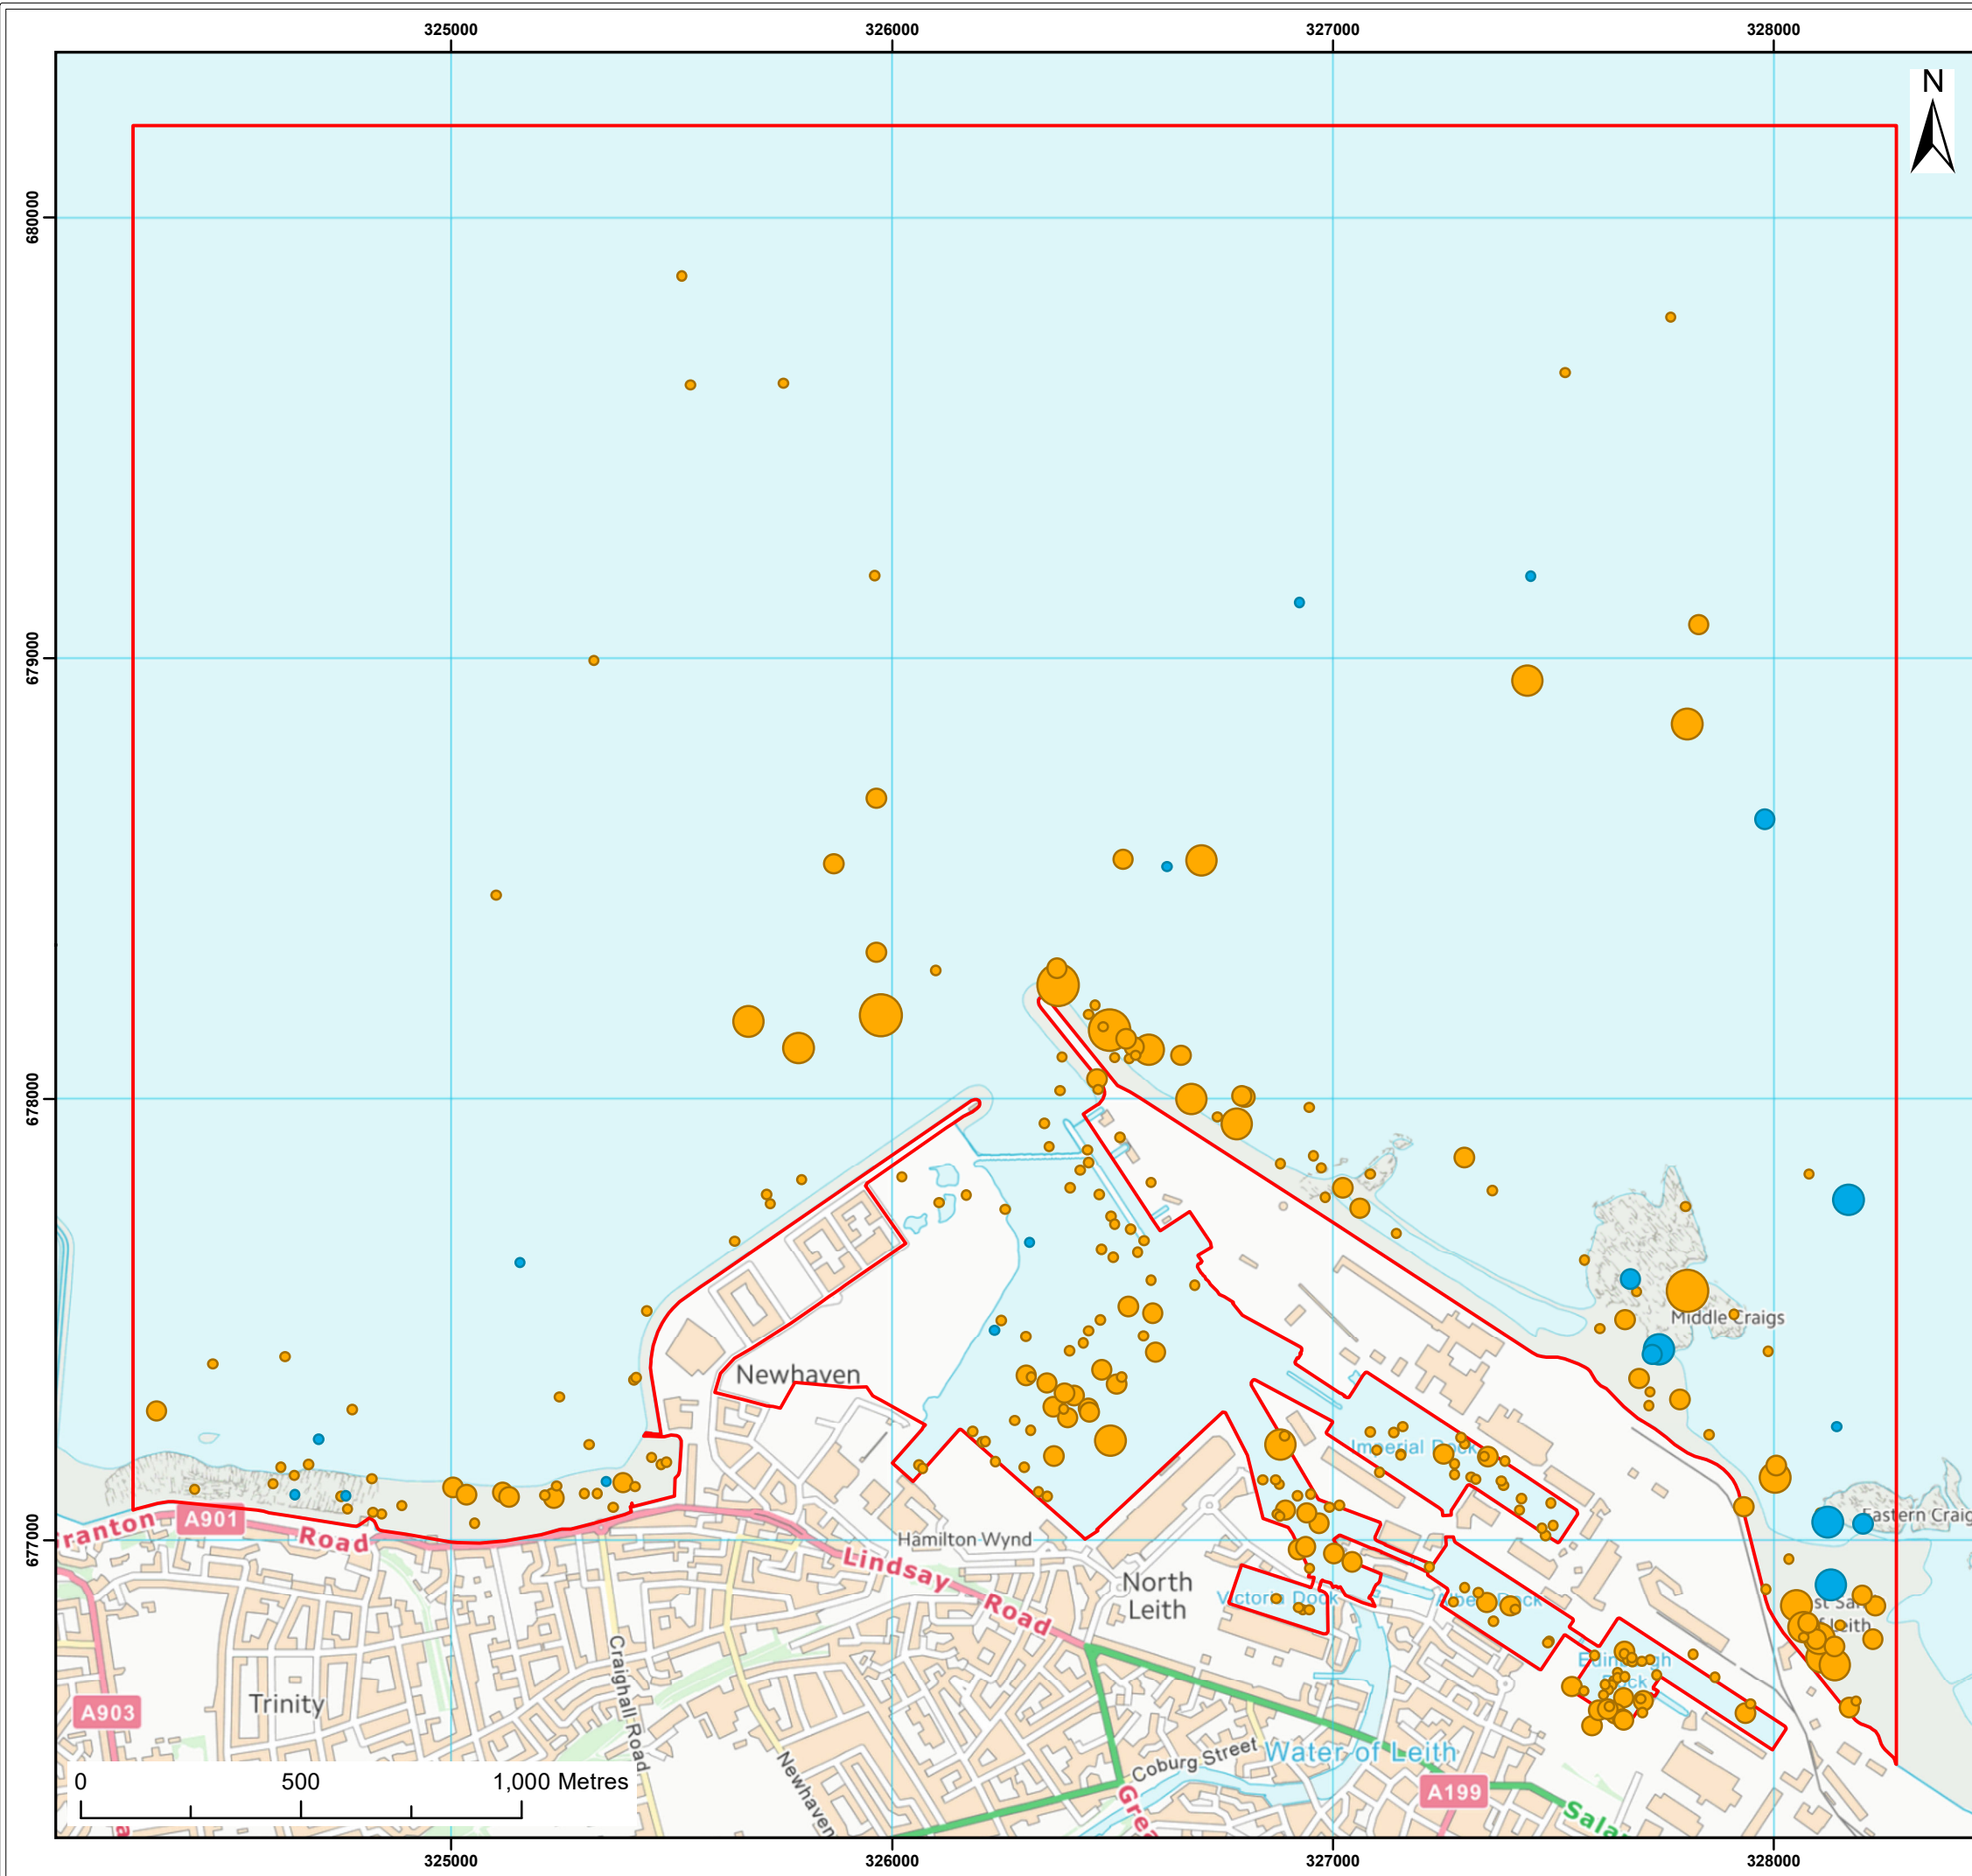 325000 326000 327000 328000
N
680000
679000
678000
677000
Middle Craigs
Newhaven
Imperial Dock
Eastern Craig
Granton Road
A901
Hamilton Wynd
Lindsay Road
North
Leith
Victoria Dock
Albert Dock
Leith
Edinburgh
Dock
Craighall Road
Trinity
A903
Newhaven
Coburg Street
Water of Leith
A199
Grea
Sala
0 500 1,000 Metres
325000 326000 327000 328000